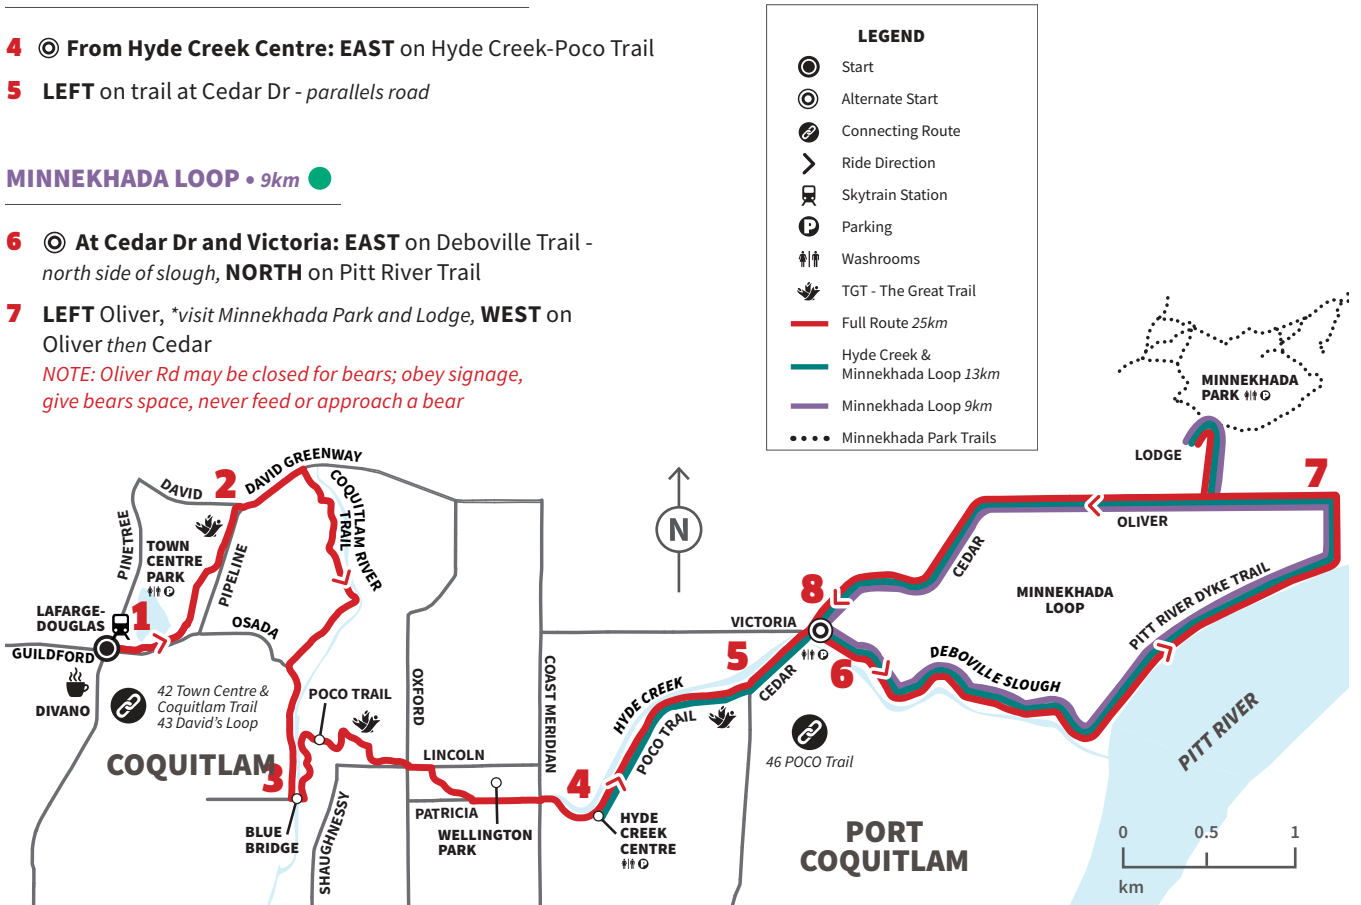 4 From Hyde Creek Centre: EAST on Hyde Creek-Poco Trail
5 LEFT on trail at Cedar Dr - parallels road
MINNEKHADA LOOP • 9km
6 At Cedar Dr and Victoria: EAST on Deboville Trail -
north side of slough, NORTH on Pitt River Trail
7 LEFT Oliver, *visit Minnekhada Park and Lodge, WEST on
Oliver then Cedar
NOTE: Oliver Rd may be closed for bears; obey signage,
give bears space, never feed or approach a bear
LEGEND
Start
Alternate Start
Connecting Route
Ride Direction
Skytrain Station
P Parking
Washrooms
TGT - The Great Trail
Full Route 25km
Hyde Creek &
Minnekhada Loop 13km
Minnekhada Loop 9km
Minnekhada Park Trails
MINNEKHADA
PARK P
LODGE
7
OLIVER
CEDAR
MINNEKHADA
LOOP
PITT RIVER DYKE TRAIL
DEBOVILLE SLOUGH
PITT RIVER
8
VICTORIA
P
6
5
CEDAR
46 POCO Trail
N
2
DAVID GREENWAY
DAVID
COQUITLAM RIVER
TRAIL
PINETREE
TOWN
CENTRE
PARK
P
PIPELINE
LAFARGE-
DOUGLAS
1
OSADA
GUILDFORD
DIVANO
42 Town Centre &
Coquitlam Trail
43 David's Loop
POCO TRAIL
OXFORD
COAST MERIDIAN
HYDE CREEK
POCO TRAIL
COQUITLAM
3
LINCOLN
4
PATRICIA
WELLINGTON
PARK
BLUE
BRIDGE
SHAUGHNESSY
HYDE
CREEK
CENTRE
P
PORT
COQUITLAM
0 0.5 1
km